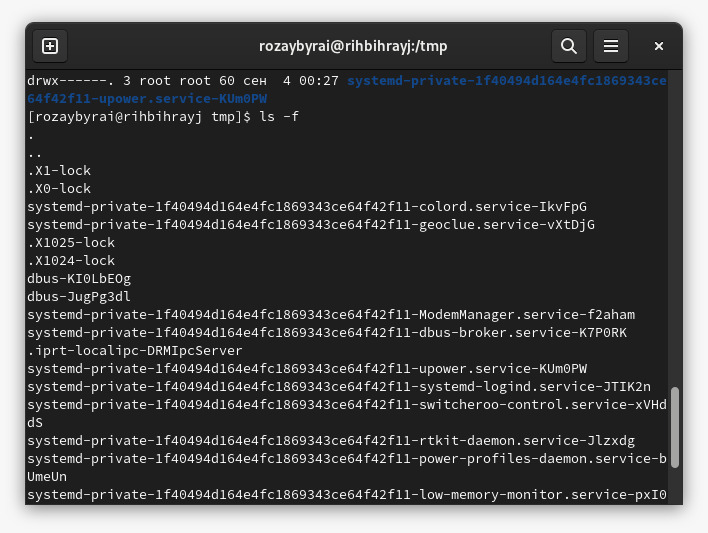 rozaybyrai@rihbihrayj:/tmp
drwx------. 3 root root 60 сен  4 00:27 systemd-private-1f40494d164e4fc1869343ce
64f42f11-upower.service-KUm0PW
[rozaybyrai@rihbihrayj tmp]$ ls -f
.
..
.X1-lock
.X0-lock
systemd-private-1f40494d164e4fc1869343ce64f42f11-colord.service-IkvFpG
systemd-private-1f40494d164e4fc1869343ce64f42f11-geoclue.service-vXtDjG
.X1025-lock
.X1024-lock
dbus-KI0LbEOg
dbus-JugPg3dl
systemd-private-1f40494d164e4fc1869343ce64f42f11-ModemManager.service-f2aham
systemd-private-1f40494d164e4fc1869343ce64f42f11-dbus-broker.service-K7P0RK
.iprt-localipc-DRMIpcServer
systemd-private-1f40494d164e4fc1869343ce64f42f11-upower.service-KUm0PW
systemd-private-1f40494d164e4fc1869343ce64f42f11-systemd-logind.service-JTIK2n
systemd-private-1f40494d164e4fc1869343ce64f42f11-switcheroo-control.service-xVHd
dS
systemd-private-1f40494d164e4fc1869343ce64f42f11-rtkit-daemon.service-Jlzxdg
systemd-private-1f40494d164e4fc1869343ce64f42f11-power-profiles-daemon.service-b
UmeUn
systemd-private-1f40494d164e4fc1869343ce64f42f11-low-memory-monitor.service-pxI0